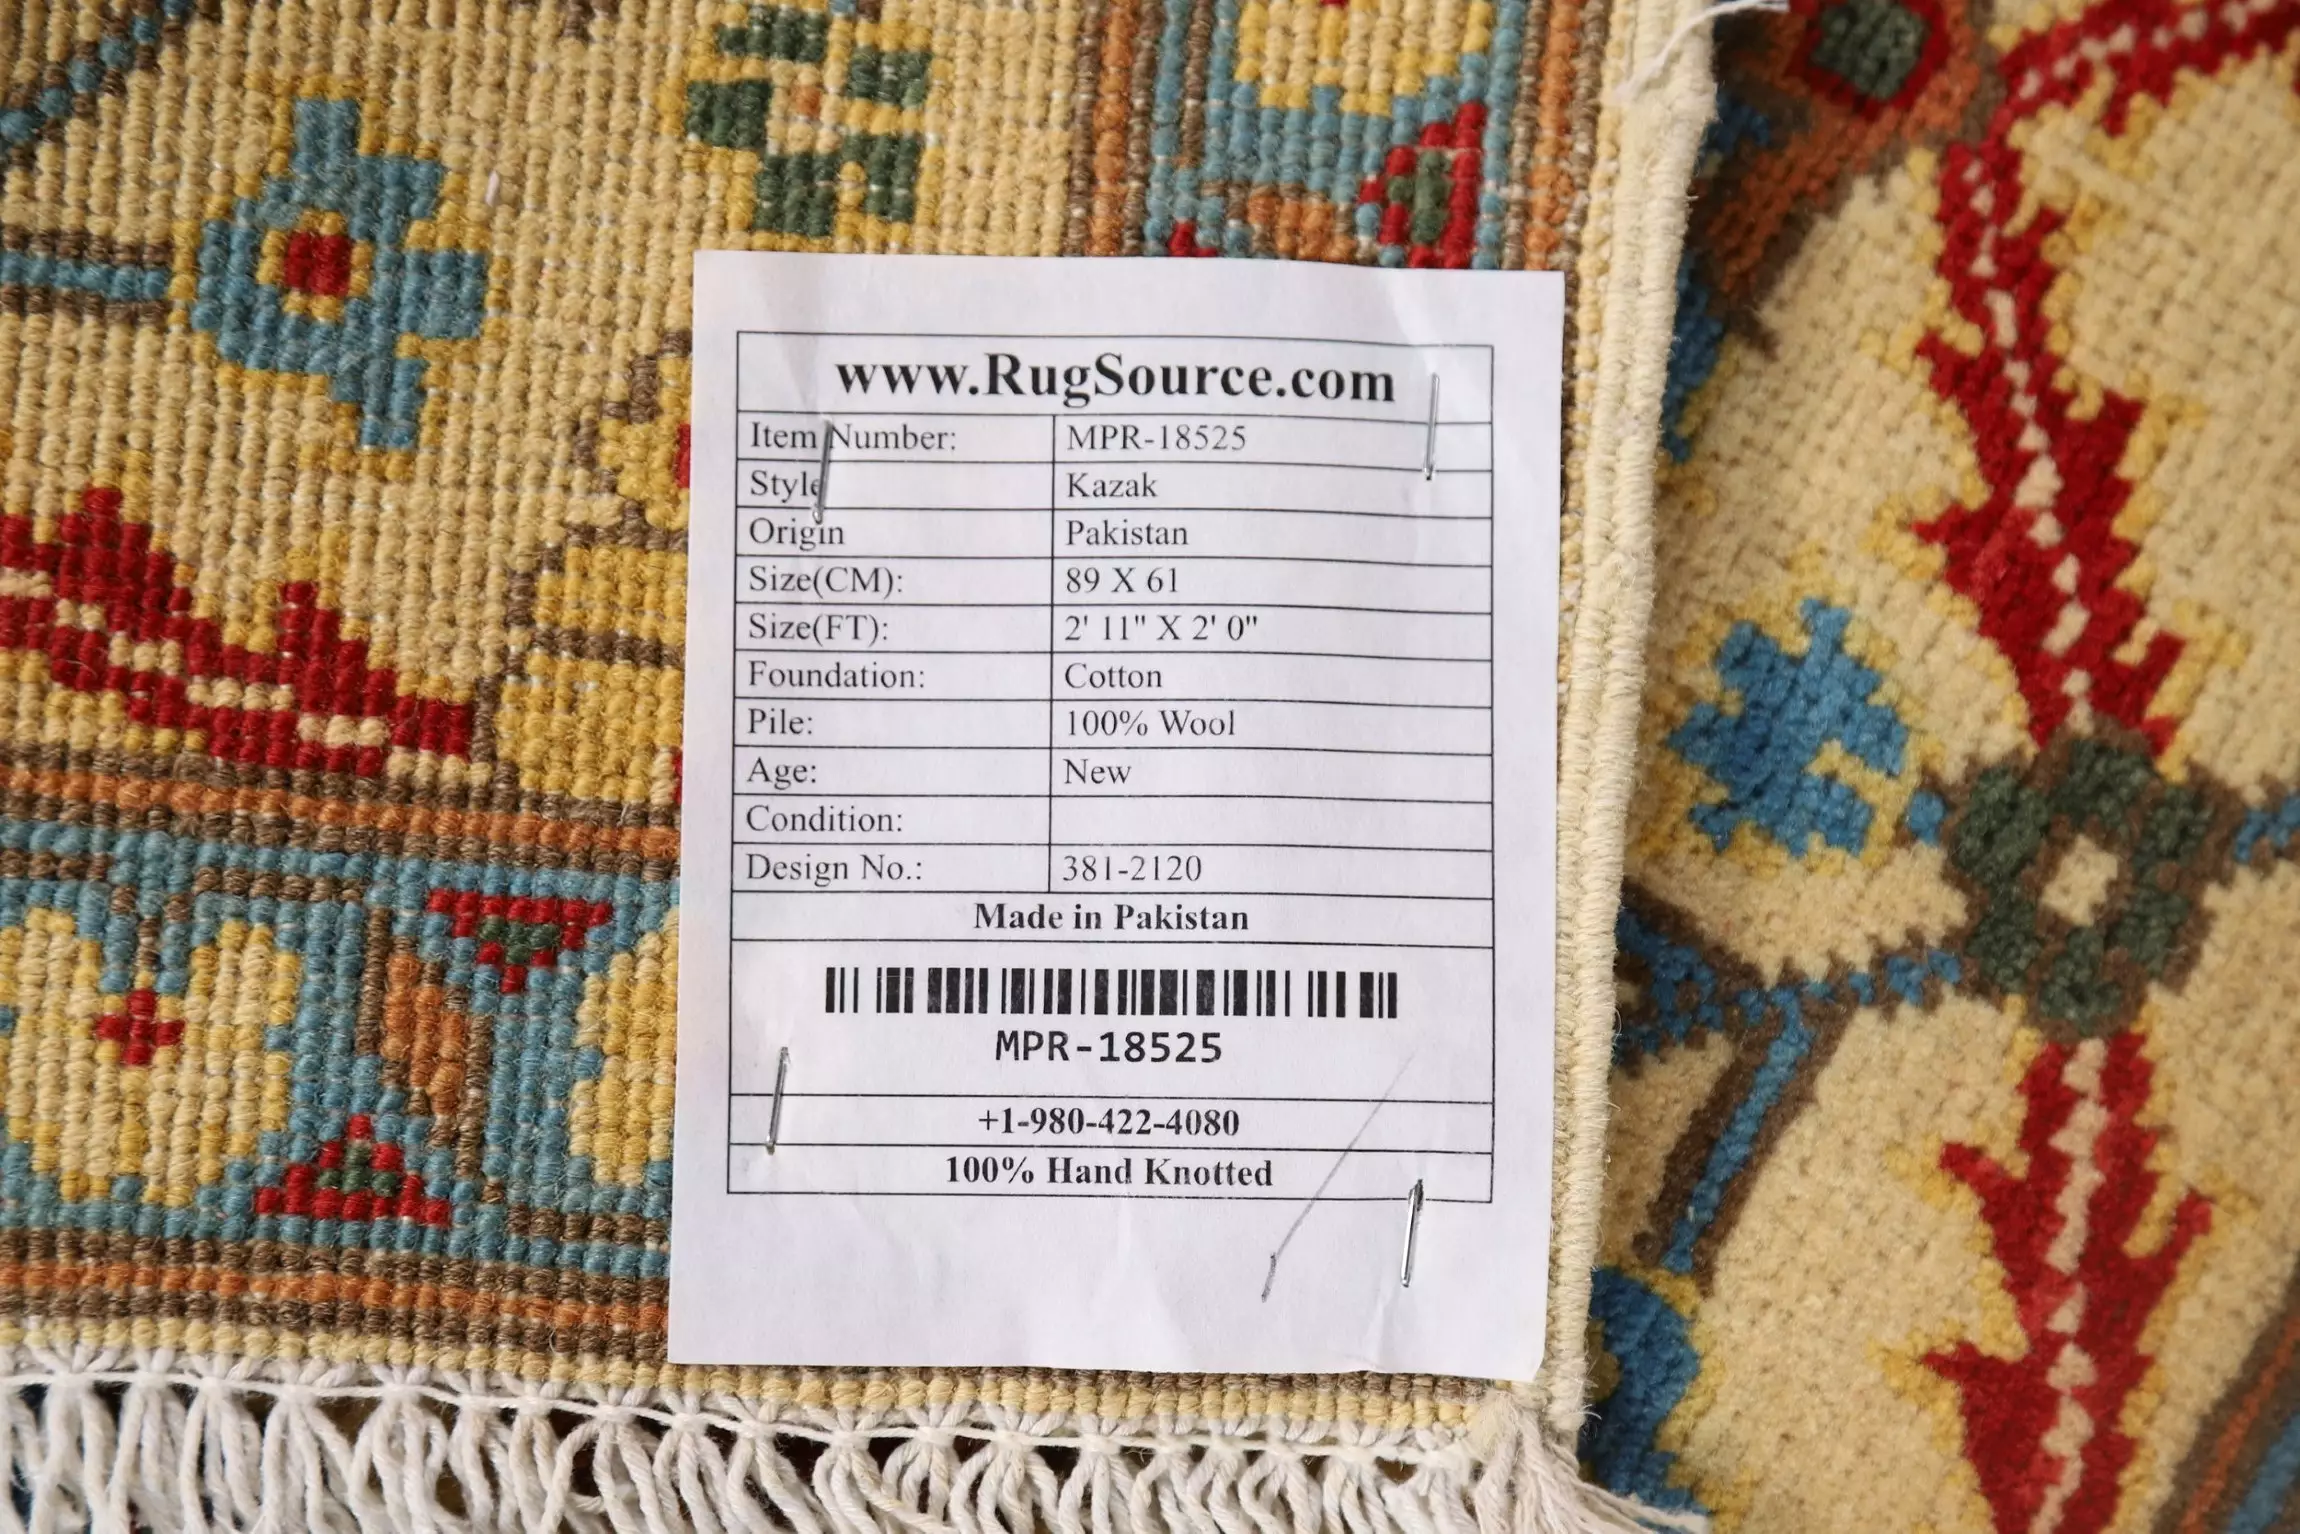 www.RugSource.com
Item Number: MPR-18525
Style Kazak
Origin Pakistan
Size(CM): 89 X 61
Size(FT): 2' 11" X 2' 0"
Foundation: Cotton
Pile: 100% Wool
Age: New
Condition:
Design No.: 381-2120
Made in Pakistan
MPR-18525
+1-980-422-4080
100% Hand Knotted